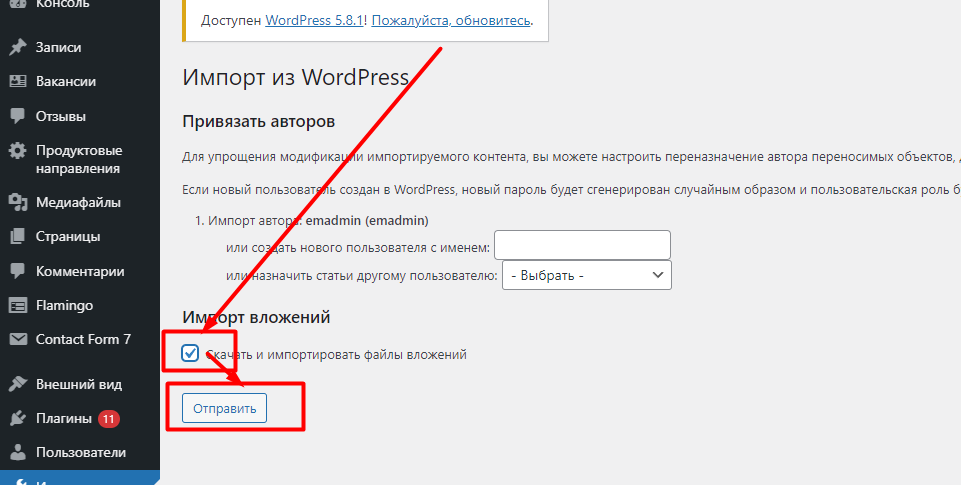 Консоль
Записи
Вакансии
Отзывы
Продуктовые
направления
Медиафайлы
Страницы
Комментарии
Flamingo
Contact Form 7
Внешний вид
Плагины 11
Пользователи
Доступен WordPress 5.8.1! Пожалуйста, обновитесь.
Импорт из WordPress
Привязать авторов
Для упрощения модификации импортируемого контента, вы можете настроить переназначение автора переносимых объектов,
Если новый пользователь создан в WordPress, новый пароль будет сгенерирован случайным образом и пользовательская роль
1. Импорт автора: emadmin (emadmin)
или создать нового пользователя с именем:
или назначить статьи другому пользователю: - Выбрать -
Импорт вложений
Скачать и импортировать файлы вложений
Отправить